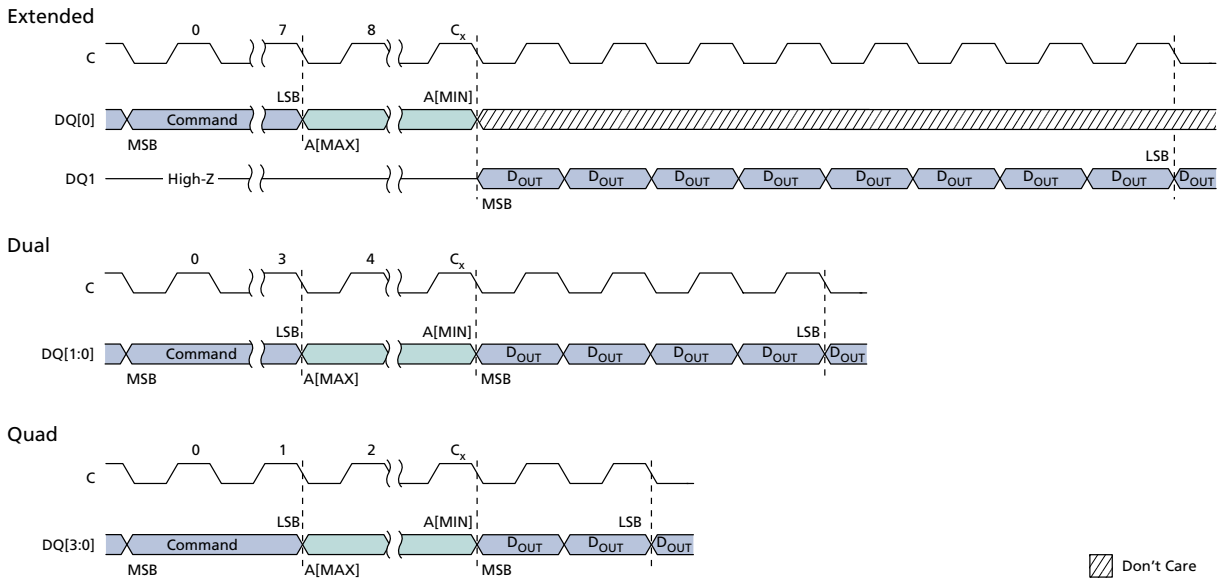 Extended
0 7 8 Cx
C
LSB A[MIN]
DQ[0] Command
MSB A[MAX]
LSB
DQ1 High-Z DOUT DOUT DOUT DOUT DOUT DOUT DOUT DOUT DOUT
MSB
Dual
0 3 4 Cx
C
LSB A[MIN] LSB
DQ[1:0] Command DOUT DOUT DOUT DOUT DOUT
MSB A[MAX] MSB
Quad
0 1 2 Cx
C
LSB A[MIN] LSB
DQ[3:0] Command DOUT DOUT DOUT
MSB A[MAX] MSB
Don't Care